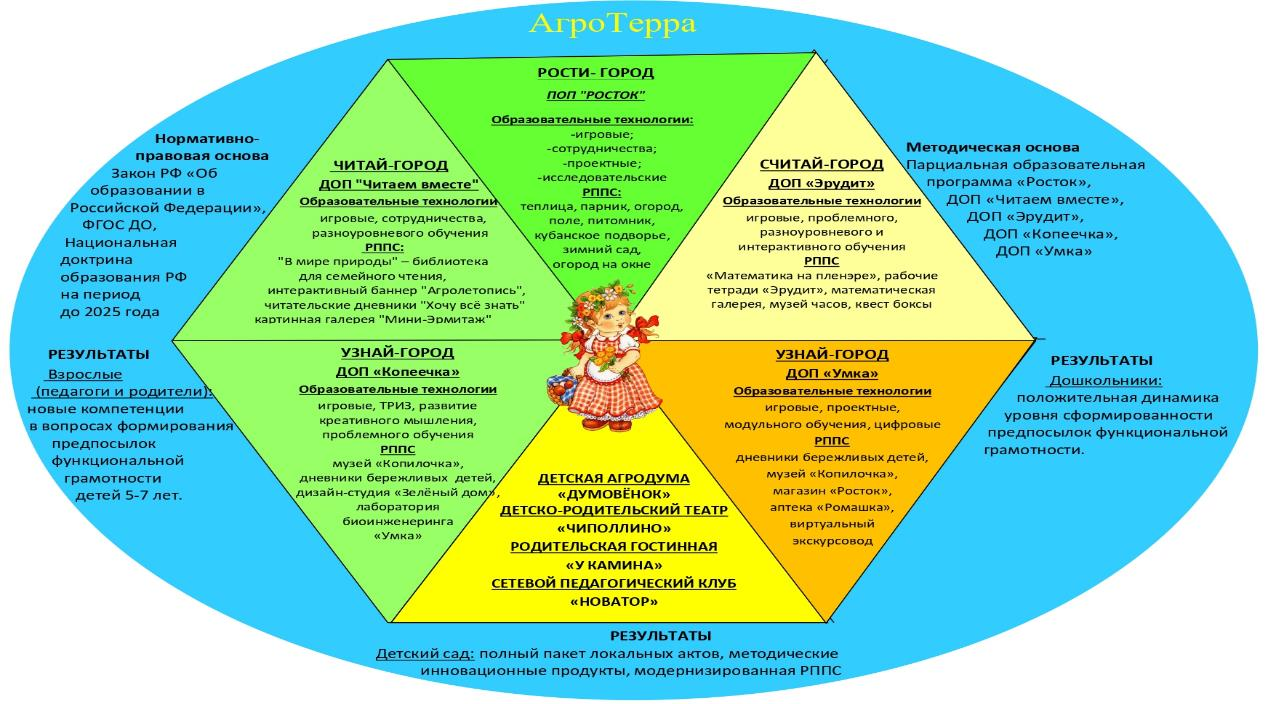 АгроТерра
РОСТИ- ГОРОД
ПОП "РОСТОК"
Образовательные технологии:
-игровые;
-сотрудничества;
-проектные;
-исследовательские
РППС:
теплица, парник, огород,
поле, питомник,
кубанское подворье,
зимний сад,
огород на окне
Нормативно-
правовая основа
Закон РФ «Об
образовании в
Российской Федерации»,
ФГОС ДО,
Национальная
доктрина
образования РФ
на период
до 2025 года
ЧИТАЙ-ГОРОД
ДОП "Читаем вместе"
Образовательные технологии
игровые, сотрудничества,
разноуровневого обучения
РППС:
"В мире природы" – библиотека
для семейного чтения,
интерактивный баннер "Агролетопись",
читательские дневники "Хочу всё знать"
картинная галерея "Мини-Эрмитаж"
СЧИТАЙ-ГОРОД
ДОП «Эрудит»
Образовательные технологии
игровые, проблемного,
разноуровневого и
интерактивного обучения
РППС
«Математика на пленэре», рабочие
тетради «Эрудит», математическая
галерея, музей часов, квест боксы
Методическая основа
Парциальная образовательная
программа «Росток»,
ДОП «Читаем вместе»,
ДОП «Эрудит»,
ДОП «Копеечка»,
ДОП «Умка»
РЕЗУЛЬТАТЫ
Взрослые
(педагоги и родители):
новые компетенции
в вопросах формирования
предпосылок
функциональной
грамотности
детей 5-7 лет.
УЗНАЙ-ГОРОД
ДОП «Копеечка»
Образовательные технологии
игровые, ТРИЗ, развитие
креативного мышления,
проблемного обучения
РППС
музей «Копилочка»,
дневники бережливых детей,
дизайн-студия «Зелёный дом»,
лаборатория
биоинженеринга
«Умка»
ДЕТСКАЯ АГРОДУМА
«ДУМОВЁНОК»
ДЕТСКО-РОДИТЕЛЬСКИЙ ТЕАТР
«ЧИПОЛЛИНО»
РОДИТЕЛЬСКАЯ ГОСТИННАЯ
«У КАМИНА»
СЕТЕВОЙ ПЕДАГОГИЧЕСКИЙ КЛУБ
«НОВАТОР»
УЗНАЙ-ГОРОД
ДОП «Умка»
Образовательные технологии
игровые, проектные,
модульного обучения, цифровые
РППС
дневники бережливых детей,
музей «Копилочка»,
магазин «Росток»,
аптека «Ромашка»,
виртуальный
экскурсовод
РЕЗУЛЬТАТЫ
Дошкольники:
положительная динамика
уровня сформированности
предпосылок функциональной
грамотности.
РЕЗУЛЬТАТЫ
Детский сад: полный пакет локальных актов, методические
инновационные продукты, модернизированная РППС